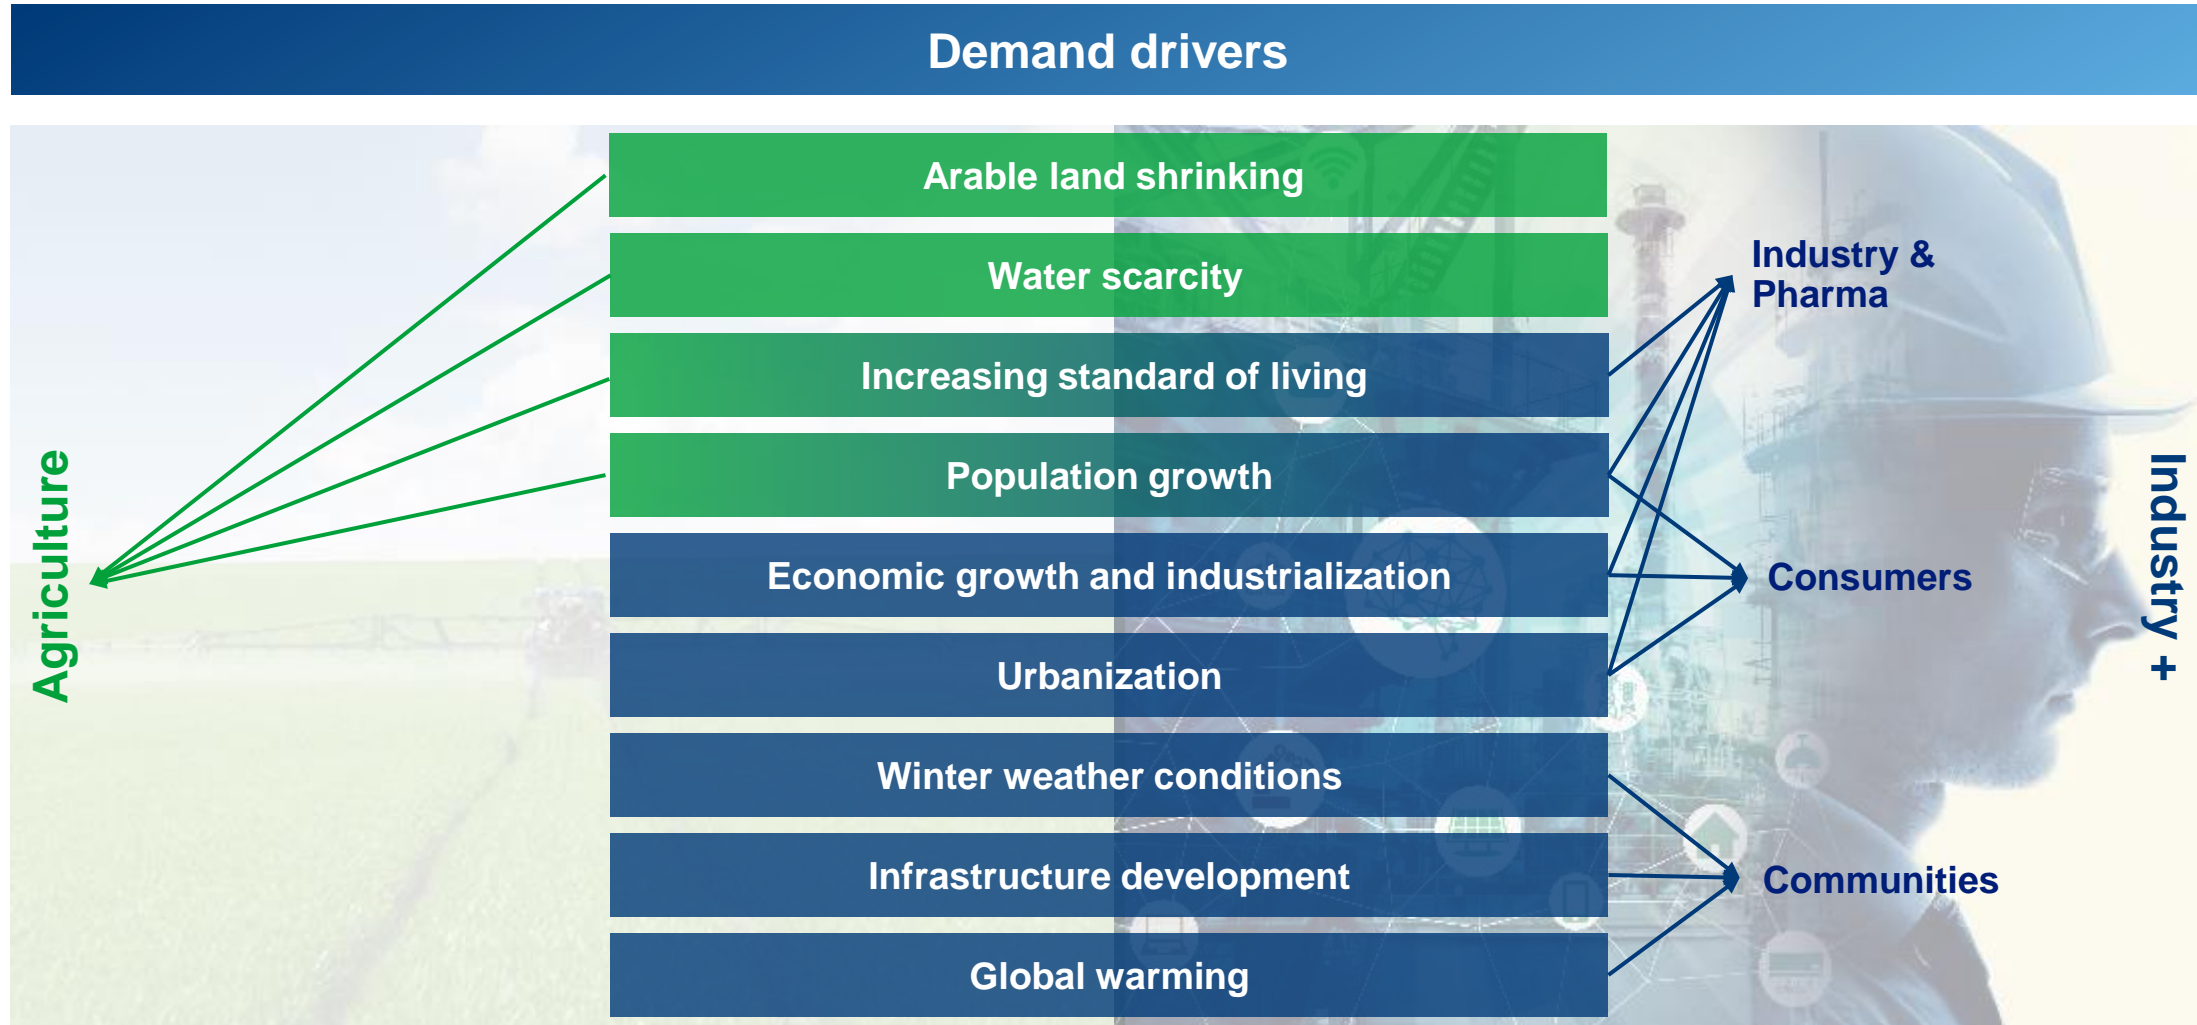 Demand drivers
Agriculture
Arable land shrinking
Water scarcity
Increasing standard of living
Population growth
Economic growth and industrialization
Urbanization
Winter weather conditions
Infrastructure development
Global warming
Industry &
Pharma
Consumers
Communities
Industry +